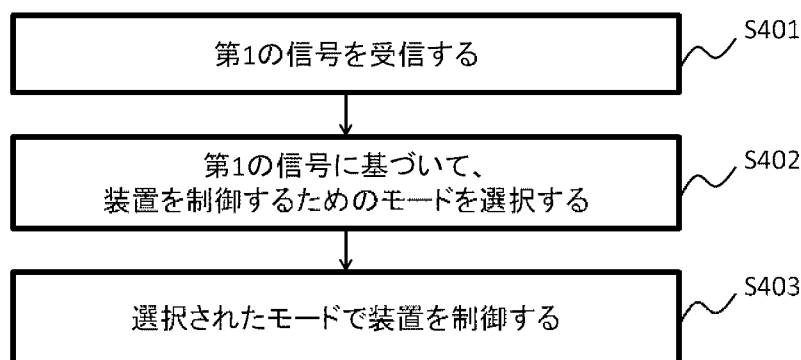 第1の信号を受信する
S401
第1の信号に基づいて、
装置を制御するためのモードを選択する
S402
選択されたモードで装置を制御する
S403